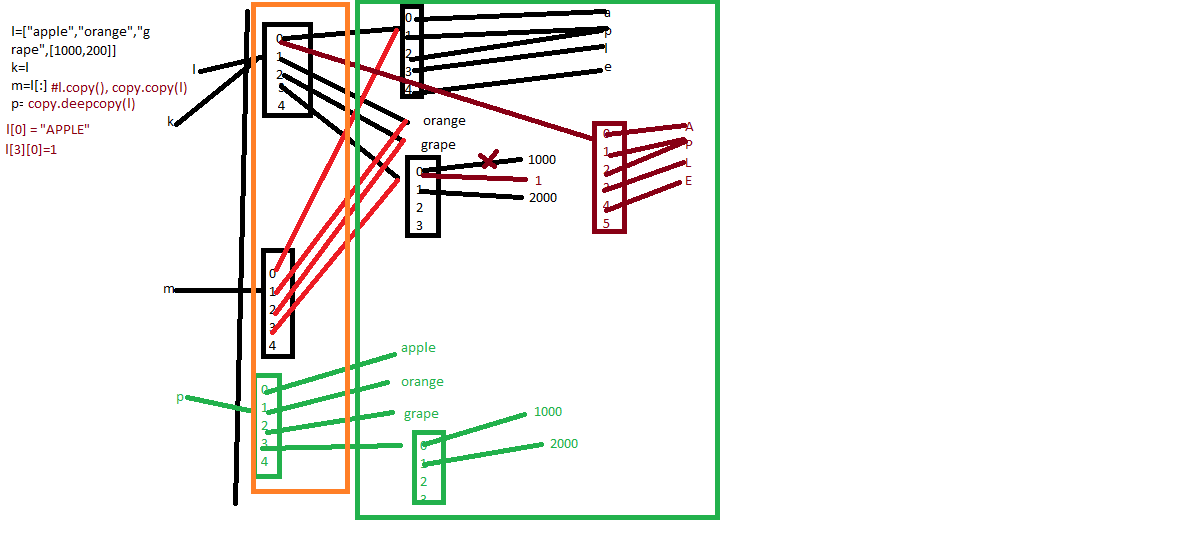 l=["apple","orange","g
rape",[1000,200]]
k=l
m=l[:] #l.copy(), copy.copy(l)
p= copy.deepcopy(l)
l[0] = "APPLE"
l[3][0]=1
l
k
0
1
2
3
4
0
1
2
3
4
a
p
l
e
orange
grape
0
1
2
3
1000
1
2000
0
1
2
3
4
5
A
P
L
E
m
0
1
2
3
4
p
0
1
2
3
4
apple
orange
grape
0
1
2
3
1000
2000